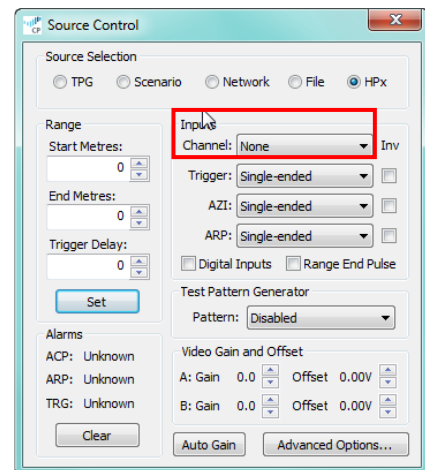 CP Source Control
Source Selection
TPG Scenario Network File HPx
Range
Start Metres:
0
End Metres:
0
Trigger Delay:
0
Set
Alarms
ACP: Unknown
ARP: Unknown
TRG: Unknown
Clear
Inputs
Channel: None Inv
Trigger: Single-ended
AZI: Single-ended
ARP: Single-ended
Digital Inputs Range End Pulse
Test Pattern Generator
Pattern: Disabled
Video Gain and Offset
A: Gain 0.0 Offset 0.00V
B: Gain 0.0 Offset 0.00V
Auto Gain Advanced Options...